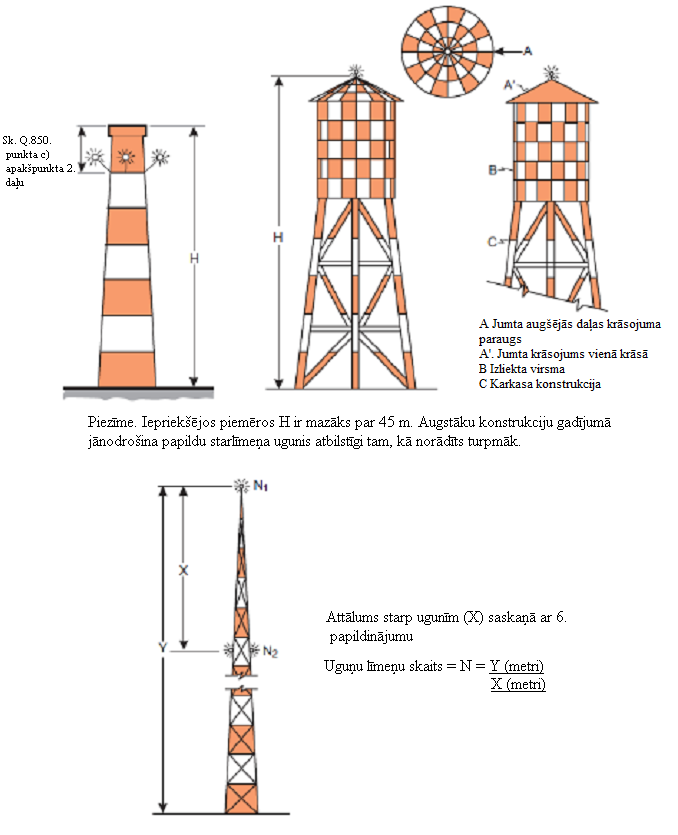 A
A'
Sk. Q.850.
punkta c)
apakšpunkta 2.
daļu
H
H
B
C
A Jumta augšējās daļas krāsojuma
paraugs
A'. Jumta krāsojums vienā krāsā
B Izliekta virsma
C Karkasa konstrukcija
Piezīme. Iepriekšējos piemēros H ir mazāks par 45 m. Augstāku konstrukciju gadījumā
jānodrošina papildu starlīmeņa ugunis atbilstīgi tam, kā norādīts turpmāk.
N1
X
Y
N2
Attālums starp ugunīm (X) saskaņā ar 6.
papildinājumu
Uguņu līmeņu skaits = N = Y (metri)
X (metri)